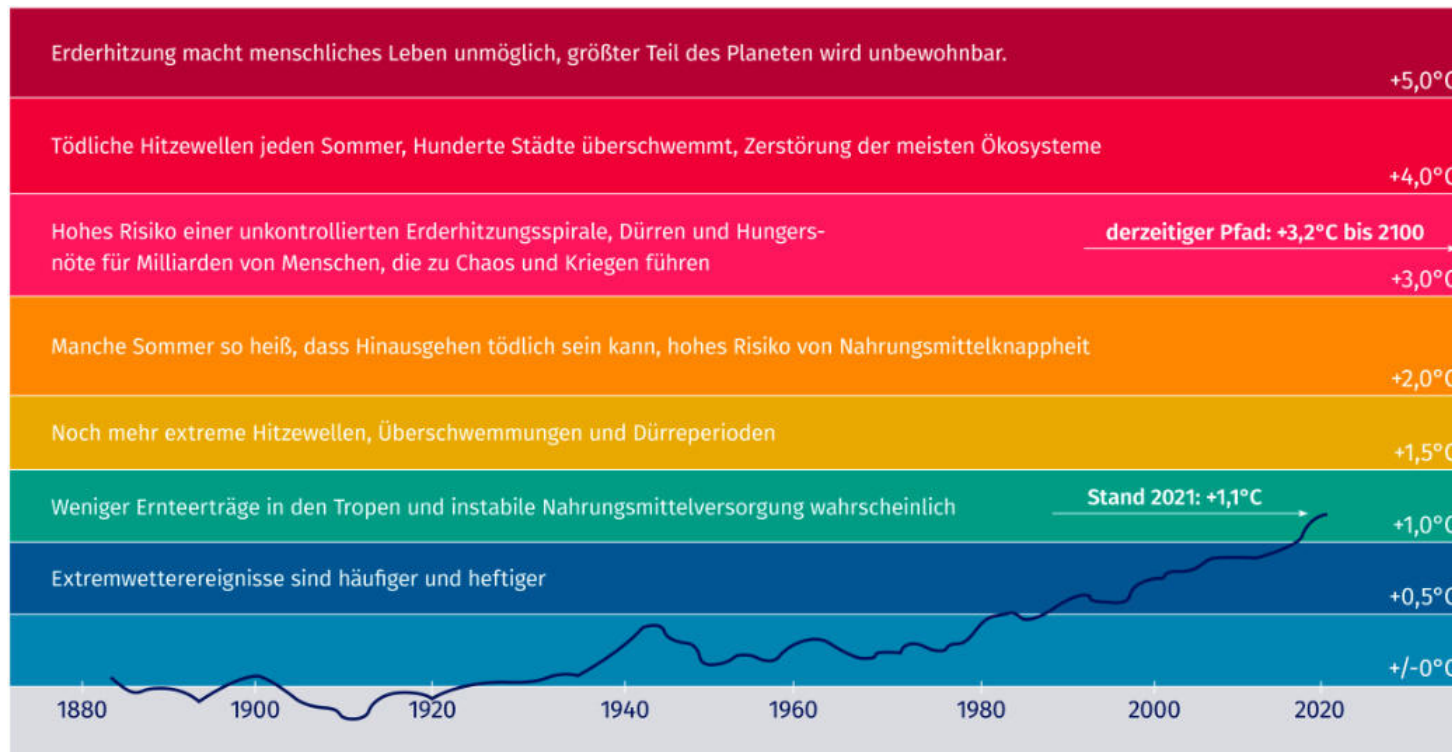 Erderhitzung macht menschliches Leben unmöglich, größter Teil des Planeten wird unbewohnbar.
+5,0°C
Tödliche Hitzewellen jeden Sommer, Hunderte Städte überschwemmt, Zerstörung der meisten Ökosysteme
+4,0°C
Hohes Risiko einer unkontrollierten Erderhitzungsspirale, Dürren und Hungers-
nöte für Milliarden von Menschen, die zu Chaos und Kriegen führen
derzeitiger Pfad: +3,2°C bis 2100
+3,0°C
Manche Sommer so heiß, dass Hinausgehen tödlich sein kann, hohes Risiko von Nahrungsmittelknappheit
+2,0°C
Noch mehr extreme Hitzewellen, Überschwemmungen und Dürreperioden
+1,5°C
Weniger Ernteerträge in den Tropen und instabile Nahrungsmittelversorgung wahrscheinlich
Stand 2021: +1,1°C
+1,0°C
Extremwetterereignisse sind häufiger und heftiger
+0,5°C
+/-0°C
1880 1900 1920 1940 1960 1980 2000 2020